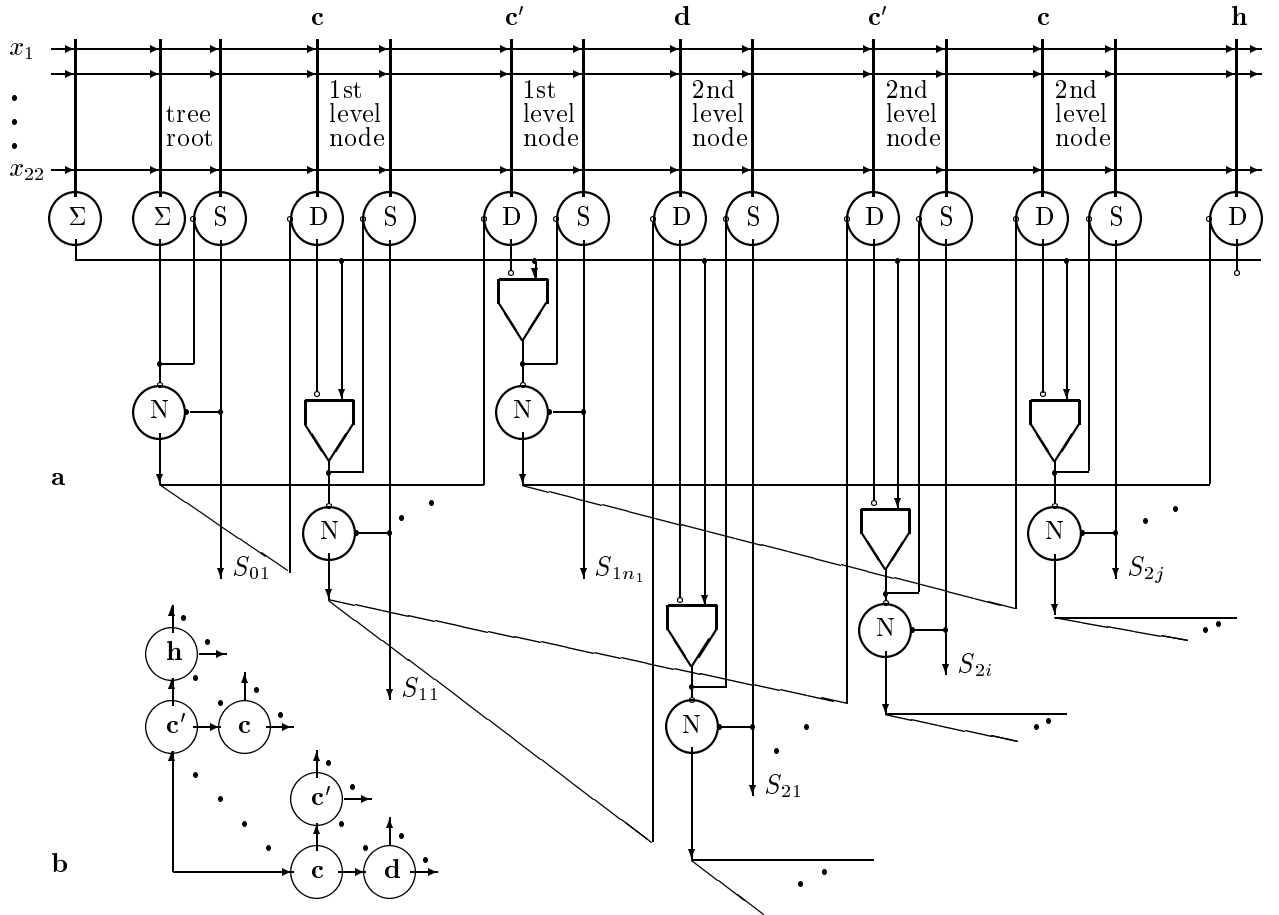 c c′ d c′ c h
x₁
tree root
1st level node
1st level node
2nd level node
2nd level node
2nd level node
x₂₂
Σ Σ S D S D S D S D S D S D
N N N
a
N N
S₀₁ S₁ₙ₁ S₂ⱼ
N
h
S₂ᵢ
S₁₁
c′ c
N
S₂₁
c′
b
c d